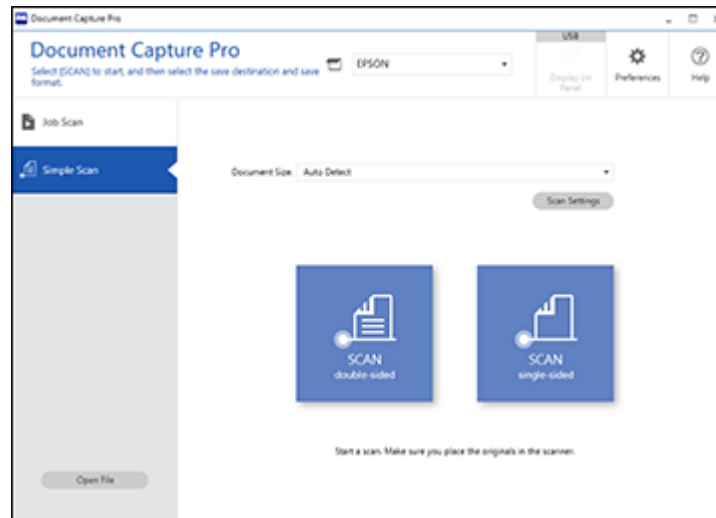 Document Capture Pro
Document Capture Pro
Select [SCAN] to start, and then select the save destination and save
format.
EPSON
USB
Display on
Panel
Preferences
Help
Job Scan
Simple Scan
Document Size:
Auto Detect
Scan Settings
SCAN
double-sided
SCAN
single-sided
Start a scan. Make sure you place the originals in the scanner.
Open File